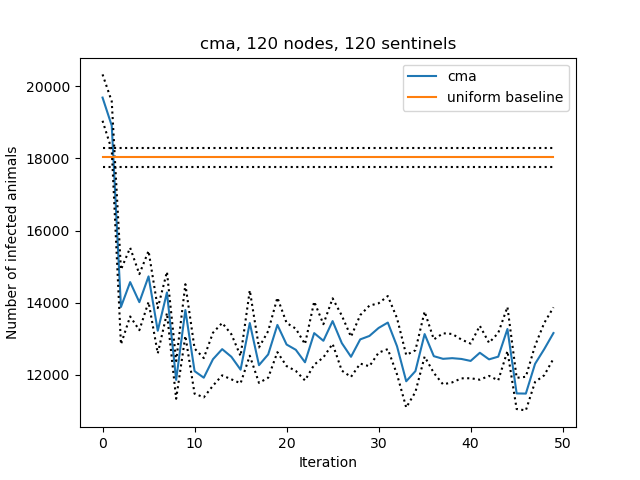 cma, 120 nodes, 120 sentinels
cma
uniform baseline
Number of infected animals
20000
18000
16000
14000
12000
0 10 20 30 40 50
Iteration